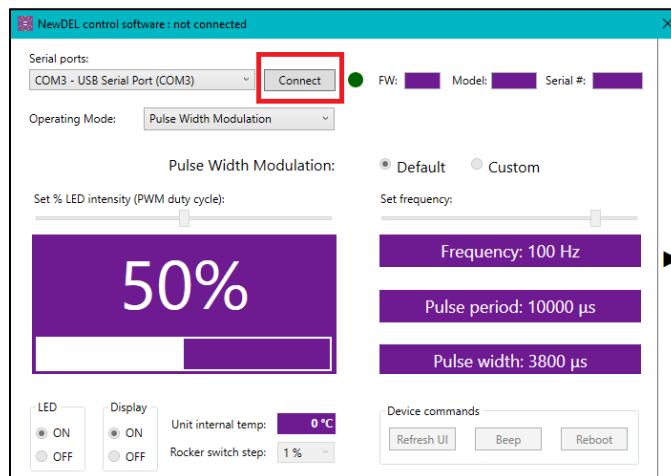 NewDEL control software : not connected
Serial ports:
COM3 - USB Serial Port (COM3) Connect FW: Model: Serial #:
Operating Mode: Pulse Width Modulation
Pulse Width Modulation: Default Custom
Set % LED intensity (PWM duty cycle): Set frequency:
50%
Frequency: 100 Hz
Pulse period: 10000 µs
Pulse width: 3800 µs
LED
ON
OFF
Display
ON
OFF
Unit internal temp: 0 °C
Rocker switch step: 1 %
Device commands
Refresh UI Beep Reboot